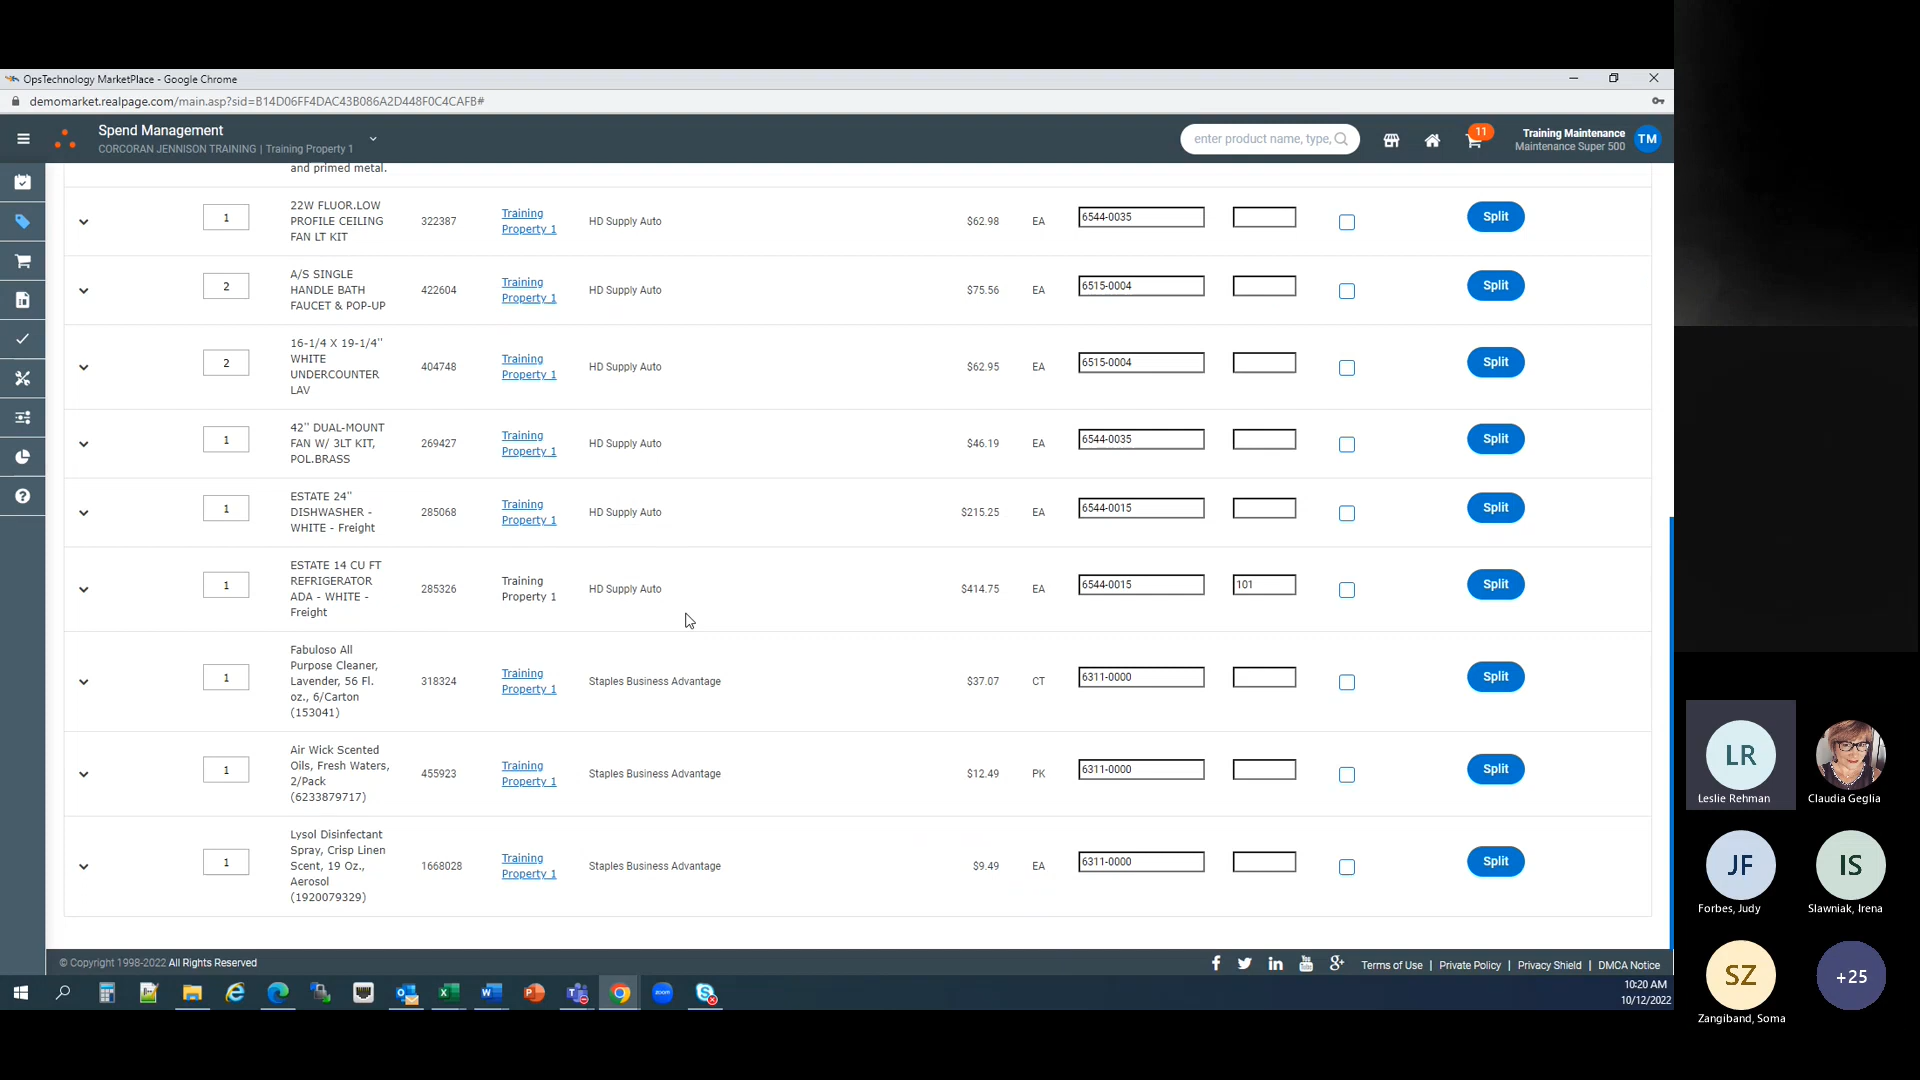 OpsTechnology MarketPlace - Google Chrome
demomarket.realpage.com/main.asp?sid=B14D06FF4DAC43B086A2D448F0C4CAFB#
Spend Management
CORCORAN JENNISON TRAINING | Training Property 1
enter product name, type,
11
Training Maintenance
Maintenance Super 500
TM
and primed metal.
1
22W FLUOR.LOW
PROFILE CEILING
FAN LT KIT
322387
Training
Property 1
HD Supply Auto
$62.98
EA
6544-0035
Split
2
A/S SINGLE
HANDLE BATH
FAUCET & POP-UP
422604
Training
Property 1
HD Supply Auto
$75.56
EA
6515-0004
Split
2
16-1/4 X 19-1/4"
WHITE
UNDERCOUNTER
LAV
404748
Training
Property 1
HD Supply Auto
$62.95
EA
6515-0004
Split
1
42" DUAL-MOUNT
FAN W/ 3LT KIT,
POL.BRASS
269427
Training
Property 1
HD Supply Auto
$46.19
EA
6544-0035
Split
1
ESTATE 24"
DISHWASHER -
WHITE - Freight
285068
Training
Property 1
HD Supply Auto
$215.25
EA
6544-0015
Split
1
ESTATE 14 CU FT
REFRIGERATOR
ADA - WHITE -
Freight
285326
Training
Property 1
HD Supply Auto
$414.75
EA
6544-0015
101
Split
1
Fabuloso All
Purpose Cleaner,
Lavender, 56 Fl.
oz., 6/Carton
(153041)
318324
Training
Property 1
Staples Business Advantage
$37.07
CT
6311-0000
Split
1
Air Wick Scented
Oils, Fresh Waters,
2/Pack
(6233879717)
455923
Training
Property 1
Staples Business Advantage
$12.49
PK
6311-0000
Split
1
Lysol Disinfectant
Spray, Crisp Linen
Scent, 19 Oz.,
Aerosol
(1920079329)
1668028
Training
Property 1
Staples Business Advantage
$9.49
EA
6311-0000
Split
© Copyright 1998-2022 All Rights Reserved
Terms of Use | Private Policy | Privacy Shield | DMCA Notice
10:20 AM
10/12/2022
LR
Leslie Rehman
Claudia Geglia
JF
Forbes, Judy
IS
Slawniak, Irena
SZ
Zangiband, Soma
+25